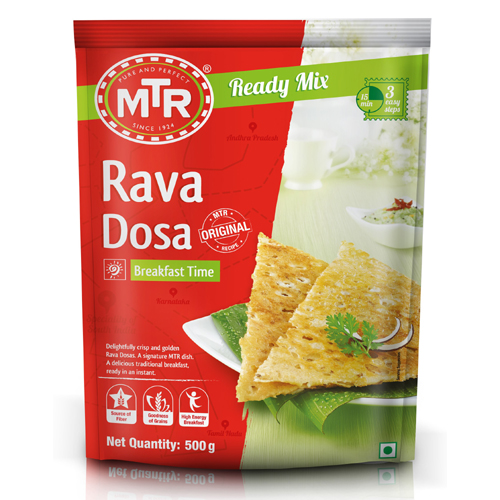 PURE AND PERFECT
MTR
®
SINCE 1924
Ready Mix
15
min
3
easy
steps
Andhra Pradesh
Rava
Dosa
MTR
ORIGINAL
RECIPE
Breakfast Time
Karnataka
Delightfully crisp and golden
Rava Dosas. A signature MTR dish.
A delicious traditional breakfast,
ready in an instant.
Source of
Fiber
Goodness
of Grains
High Energy
Breakfast
Tamil Nadu
Net Quantity: 500 g